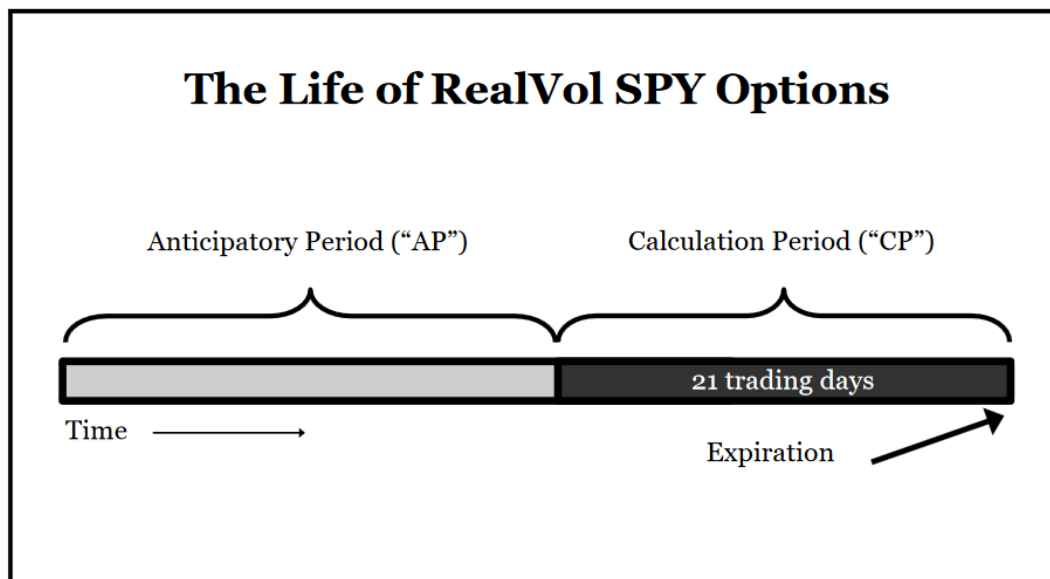 The Life of RealVol SPY Options
Anticipatory Period (“AP”)
Calculation Period (“CP”)
21 trading days
Time
Expiration